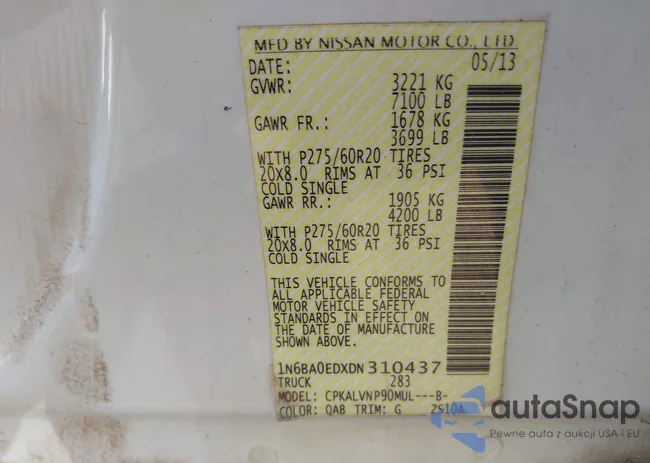 MFD BY NISSAN MOTOR CO., LTD.
DATE: 05/13
GVWR: 3221 KG
7100 LB
GAWR FR.: 1678 KG
3699 LB
WITH P275/60R20 TIRES
20x8.0 RIMS AT 36 PSI
COLD SINGLE
GAWR RR.: 1905 KG
4200 LB
WITH P275/60R20 TIRES
20x8.0 RIMS AT 36 PSI
COLD SINGLE
THIS VEHICLE CONFORMS TO
ALL APPLICABLE FEDERAL
MOTOR VEHICLE SAFETY
STANDARDS IN EFFECT ON
THE DATE OF MANUFACTURE
SHOWN ABOVE.
1N6BA0EDXDN310437
TRUCK 283
MODEL: CPKALVNP90MUL---B-
COLOR: QAB TRIM: G
autaSnap
Pewne auta z aukcji USA i EU